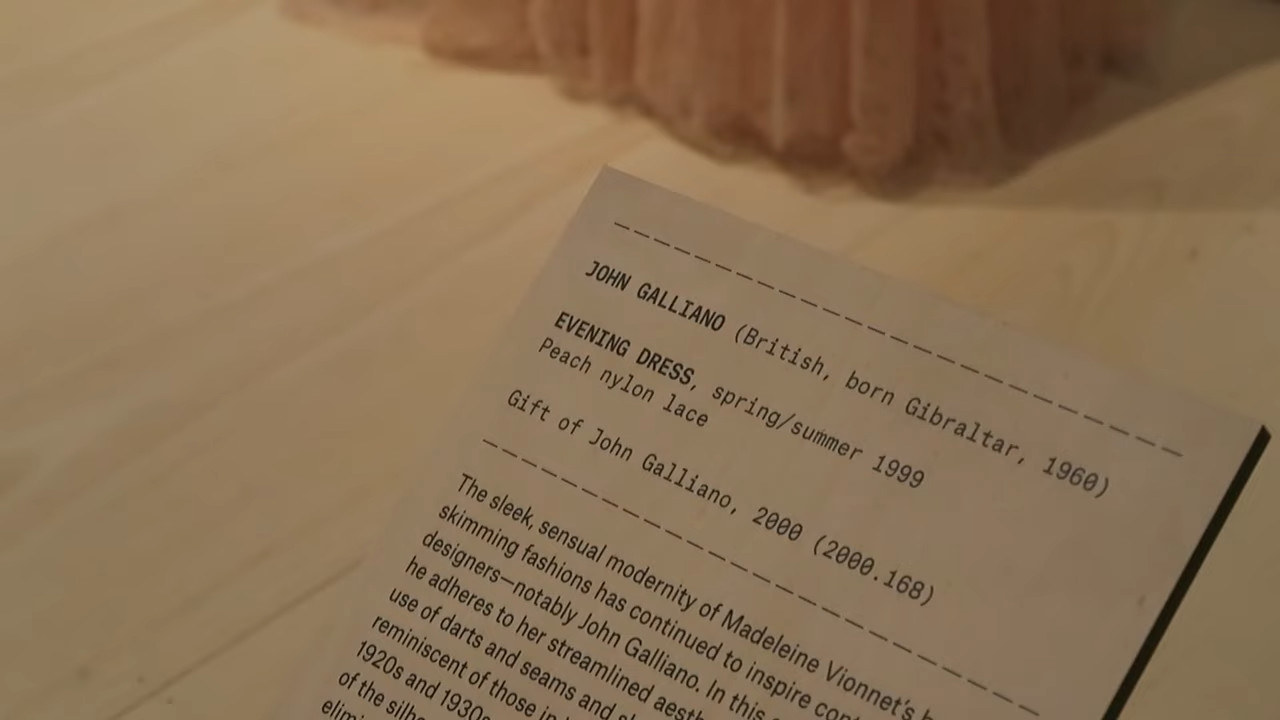 JOHN GALLIANO (British, born Gibraltar, 1960)
EVENING DRESS, spring/summer 1999
Peach nylon lace
Gift of John Galliano, 2000 (2000.168)
The sleek, sensual modernity of Madeleine Vionnet's
skimming fashions has continued to inspire
designers—notably John Galliano. In this
he adheres to her streamlined
use of darts and seams and
reminiscent of those in
1920s and 1930s
of the